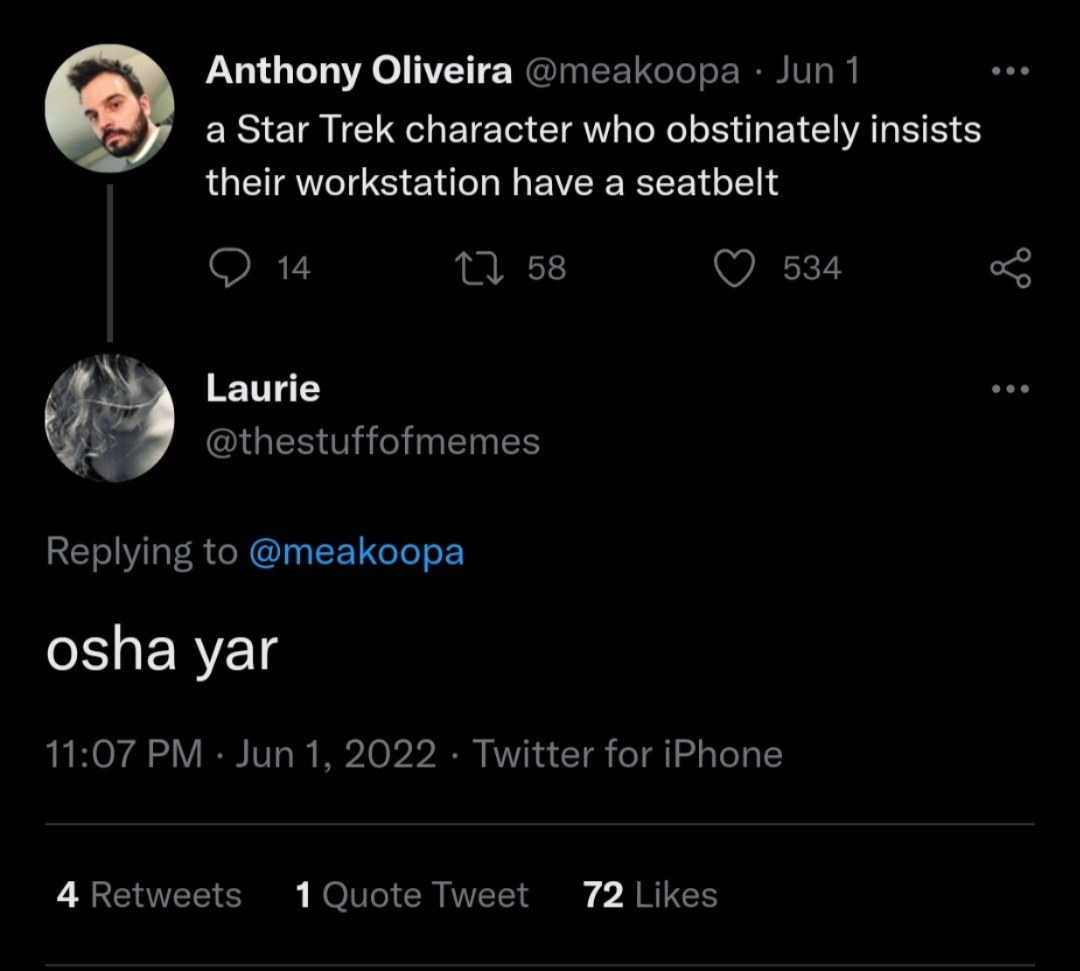 Anthony Oliveira @meakoopa · Jun 1
a Star Trek character who obstinately insists
their workstation have a seatbelt
14 58 534
Laurie
@thestuffofmemes
Replying to @meakoopa
osha yar
11:07 PM · Jun 1, 2022 · Twitter for iPhone
4 Retweets 1 Quote Tweet 72 Likes